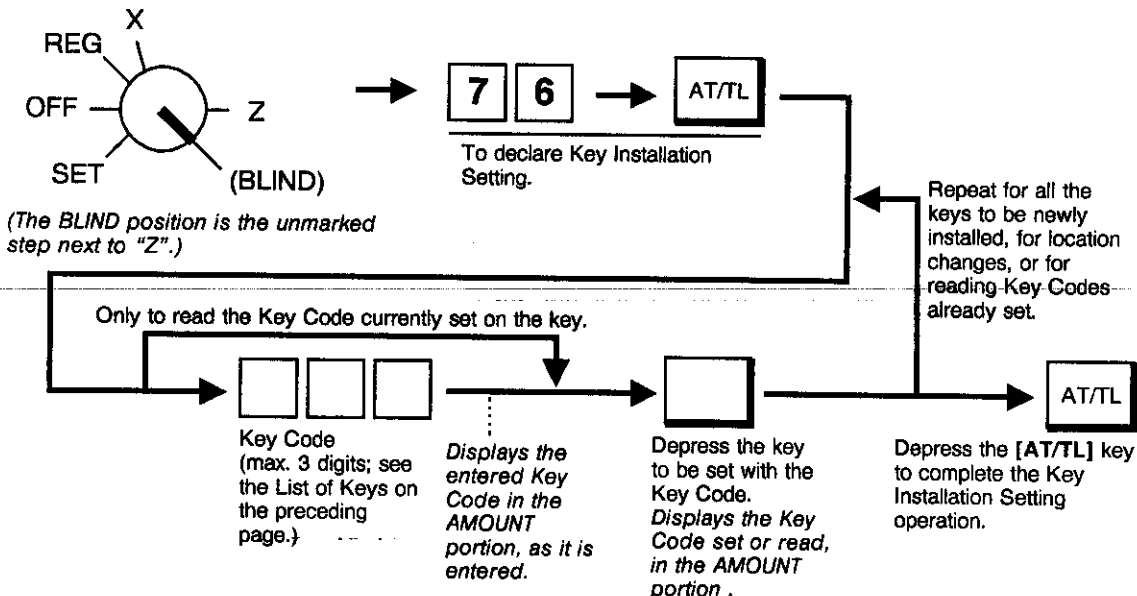 X
REG
OFF
Z
SET
(BLIND)
(The BLIND position is the unmarked
step next to "Z".)
7 6
AT/TL
To declare Key Installation
Setting.
Repeat for all the
keys to be newly
installed, for location
changes, or for
reading Key Codes
already set.
Only to read the Key Code currently set on the key.
Key Code
(max. 3 digits; see
the List of Keys on
the preceding
page.)
Displays the
entered Key
Code in the
AMOUNT
portion, as it is
entered.
Depress the key
to be set with the
Key Code.
Displays the Key
Code set or read,
in the AMOUNT
portion .
AT/TL
Depress the [AT/TL] key
to complete the Key
Installation Setting
operation.